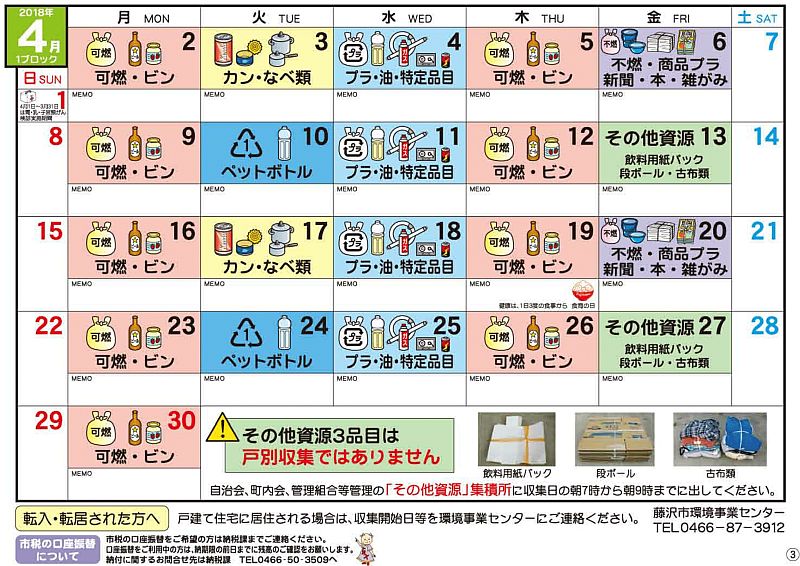 2018年
4月
1ブロック
月 MON
火 TUE
水 WED
木 THU
金 FRI
土 SAT
日 SUN
1
4月1日～3月31日
可燃
2
可燃・ビン
MEMO
3
カン・なべ類
MEMO
プラ
4
プラ・油・特定品目
MEMO
可燃
5
可燃・ビン
MEMO
不燃
6
不燃・商品プラ
新聞・本・雑がみ
MEMO
7
8
可燃
9
可燃・ビン
MEMO
1
10
ペットボトル
MEMO
プラ
11
プラ・油・特定品目
MEMO
可燃
12
可燃・ビン
MEMO
その他資源 13
飲料用紙パック
段ボール・古布類
MEMO
14
15
可燃
16
可燃・ビン
MEMO
17
カン・なべ類
MEMO
プラ
18
プラ・油・特定品目
MEMO
可燃
19
可燃・ビン
MEMO
健康は、1日3度の食事から 食育の日
不燃
20
不燃・商品プラ
新聞・本・雑がみ
MEMO
21
22
可燃
23
可燃・ビン
MEMO
1
24
ペットボトル
MEMO
プラ
25
プラ・油・特定品目
MEMO
可燃
26
可燃・ビン
MEMO
その他資源 27
飲料用紙パック
段ボール・古布類
MEMO
28
29
可燃
30
可燃・ビン
MEMO
その他資源3品目は
戸別収集ではありません
飲料用紙パック
段ボール
古布類
自治会、町内会、管理組合等管理の「その他資源」集積所に収集日の朝7時から朝9時までに出してください。
転入・転居された方へ
戸建て住宅に居住される場合は、収集開始日等を環境事業センターにご連絡ください。
藤沢市環境事業センター
TEL0466-87-3912
市税の口座振替
について
市税の口座振替をご希望の方は納税課までご連絡ください。
口座振替をご利用中の方は、納期限の前日までに残高のご確認をお願いします。
納付に関するお問合せ先は納税課 TEL0466-50-3509へ
③